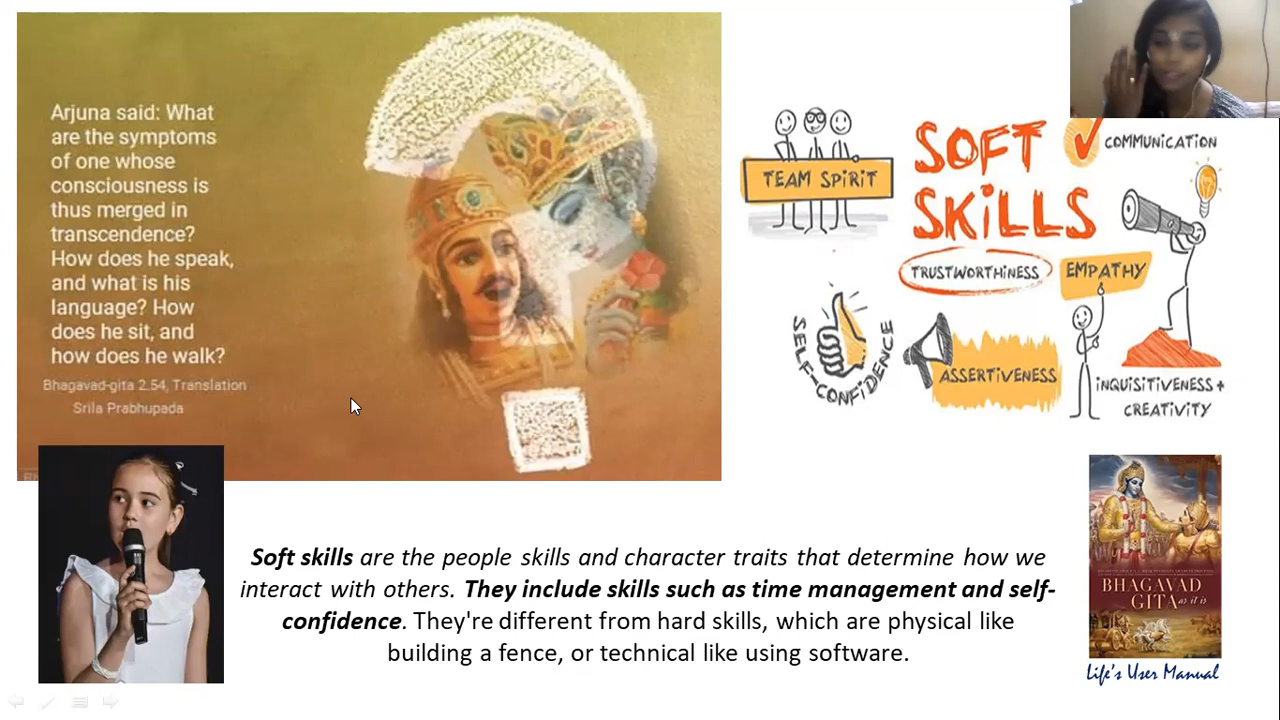 Arjuna said: What
are the symptoms
of one whose
consciousness is
thus merged in
transcendence?
How does he speak,
and what is his
language? How
does he sit, and
how does he walk?
Bhagavad-gita 2.54, Translation
Srila Prabhupada
TEAM SPIRIT
SOFT
SKILLS
COMMUNICATION
TRUSTWORTHINESS
EMPATHY
SELF-CONFIDENCE
ASSERTIVENESS
INQUISITIVENESS +
CREATIVITY
Soft skills are the people skills and character traits that determine how we
interact with others. They include skills such as time management and self-
confidence. They're different from hard skills, which are physical like
building a fence, or technical like using software.
BHAGAVAD
GITA as it is
Life's User Manual